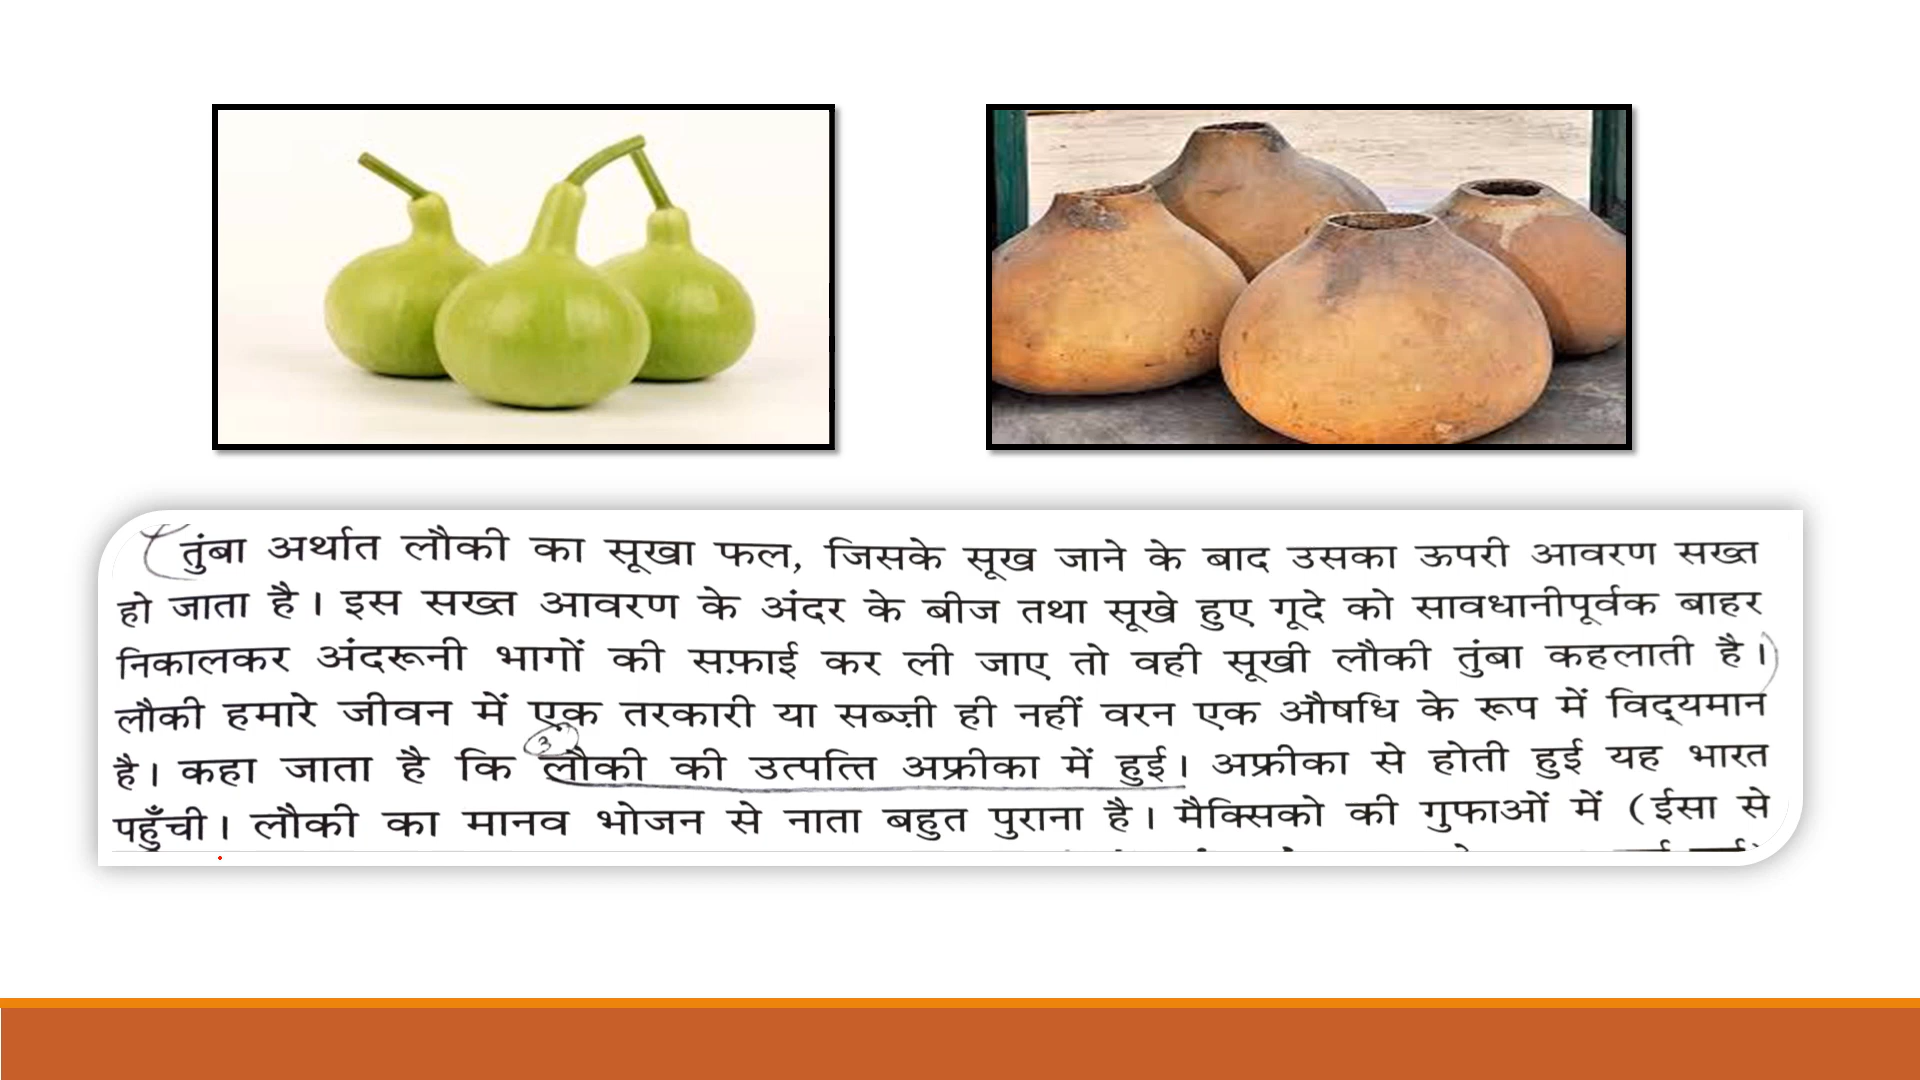 तुंबा अर्थात लौकी का सूखा फल, जिसके सूख जाने के बाद उसका ऊपरी आवरण सख्त
हो जाता है। इस सख्त आवरण के अंदर के बीज तथा सूखे हुए गूदे को सावधानीपूर्वक बाहर
निकालकर अंदरूनी भागों की सफ़ाई कर ली जाए तो वही सूखी लौकी तुंबा कहलाती है।
लौकी हमारे जीवन में एक तरकारी या सब्ज़ी ही नहीं वरन एक औषधि के रूप में विद्यमान
3
है। कहा जाता है कि लौकी की उत्पत्ति अफ्रीका में हुई। अफ्रीका से होती हुई यह भारत
पहुँची। लौकी का मानव भोजन से नाता बहुत पुराना है। मैक्सिको की गुफाओं में (ईसा से